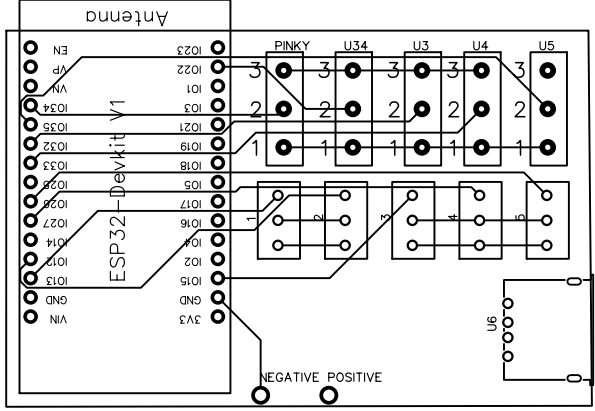 Antenna
EN IO23 PINKY U34 U3 U4 U5
VP IO22 3 3 3 3 3
VN IO1
IO34 IO3 2 2 2 2 2
IO35 IO21
IO32 IO19 1 1 1 1 1
IO33 IO18
IO25 IO5
IO26 IO17
IO27 IO16 1 2 3 4 5
IO14 IO4
IO12 IO2
IO13 IO15
GND GND
VIN 3V3
ESP32-Devkit V1
U6
NEGATIVE POSITIVE